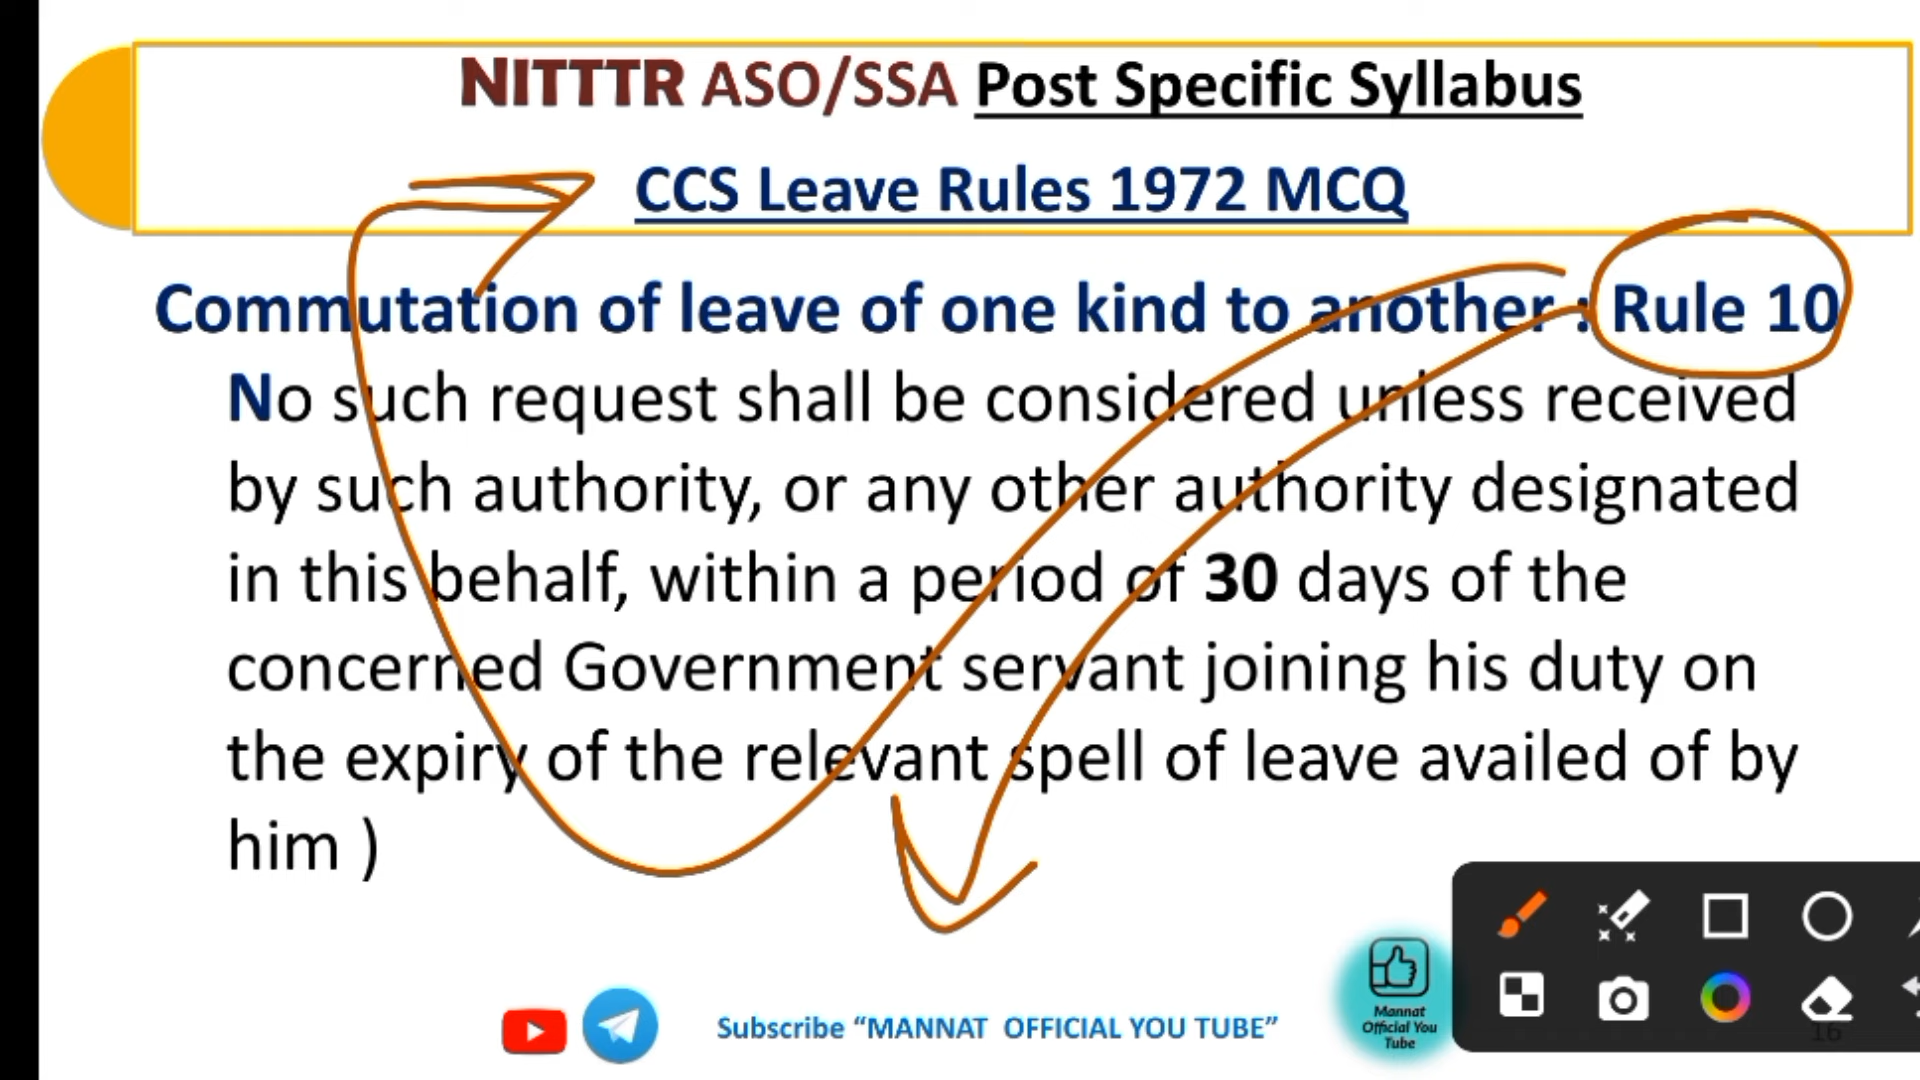 NITTTR ASO/SSA Post Specific Syllabus
CCS Leave Rules 1972 MCQ
Commutation of leave of one kind to another : Rule 10
No such request shall be considered unless received
by such authority, or any other authority designated
in this behalf, within a period of 30 days of the
concerned Government servant joining his duty on
the expiry of the relevant spell of leave availed of by
him )
Subscribe “MANNAT OFFICIAL YOU TUBE”
Mannat
Official You
Tube
16